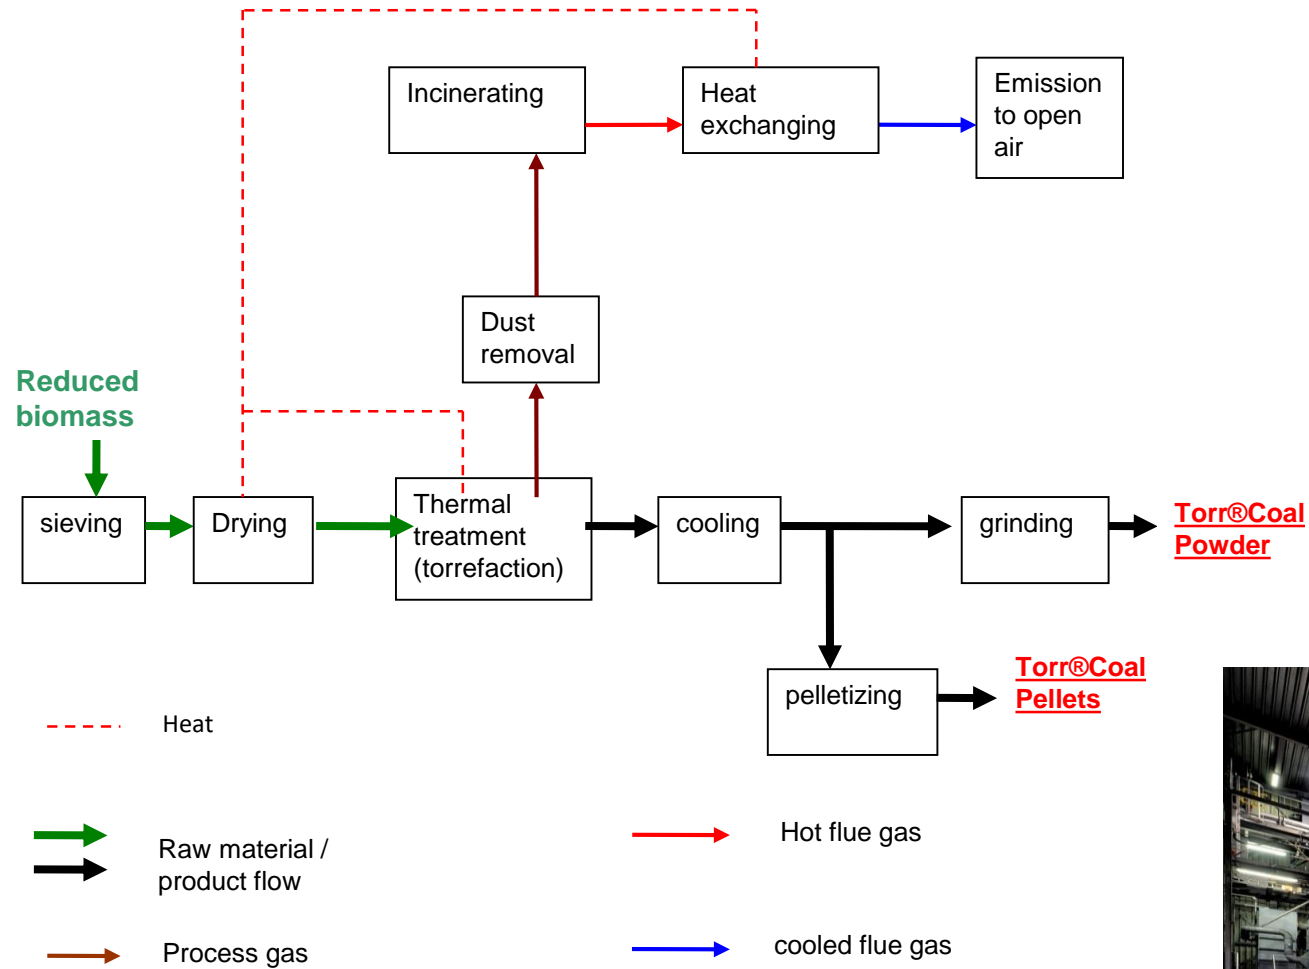 Incinerating
Heat
exchanging
Emission
to open
air
Dust
removal
Reduced
biomass
sieving
Drying
Thermal
treatment
(torrefaction)
cooling
grinding
Torr®Coal
Powder
pelletizing
Torr®Coal
Pellets
Heat
Raw material /
product flow
Hot flue gas
Process gas
cooled flue gas